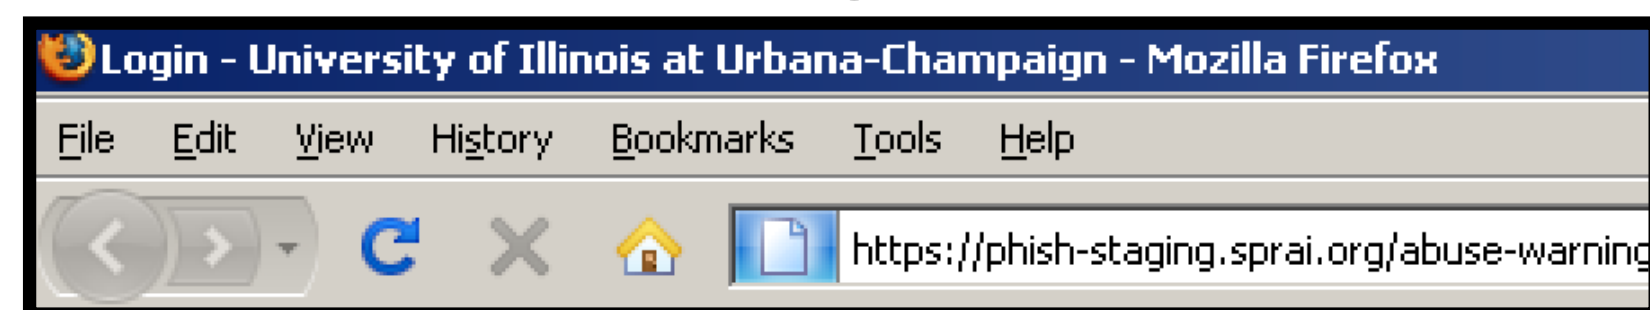 Login - University of Illinois at Urbana-Champaign - Mozilla Firefox
File Edit View History Bookmarks Tools Help
https://phish-staging.sprai.org/abuse-warning